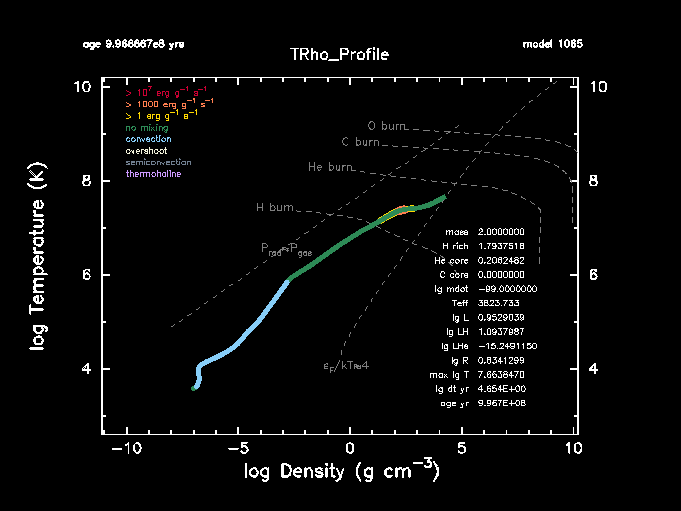 age 9.966667e8 yrs
model 1085
TRho_Profile
> 10^7 erg g^-1 s^-1
> 1000 erg g^-1 s^-1
> 1 erg g^-1 s^-1
no mixing
convection
overshoot
semiconvection
thermohaline
O burn
C burn
He burn
H burn
P_rad≈P_gas
ε_F/kT≈4
mass 2.0000000
H rich 1.7937518
He core 0.2062482
C core 0.0000000
lg mdot -99.0000000
Teff 3823.733
lg L 0.9529039
lg LH 1.0937987
lg LHe -15.2491150
lg R 0.8341299
max lg T 7.6638470
lg dt yr 4.654E+00
age yr 9.967E+08
10
8
6
4
10
8
6
4
-10
-5
0
5
10
log Temperature (K)
log Density (g cm^-3)